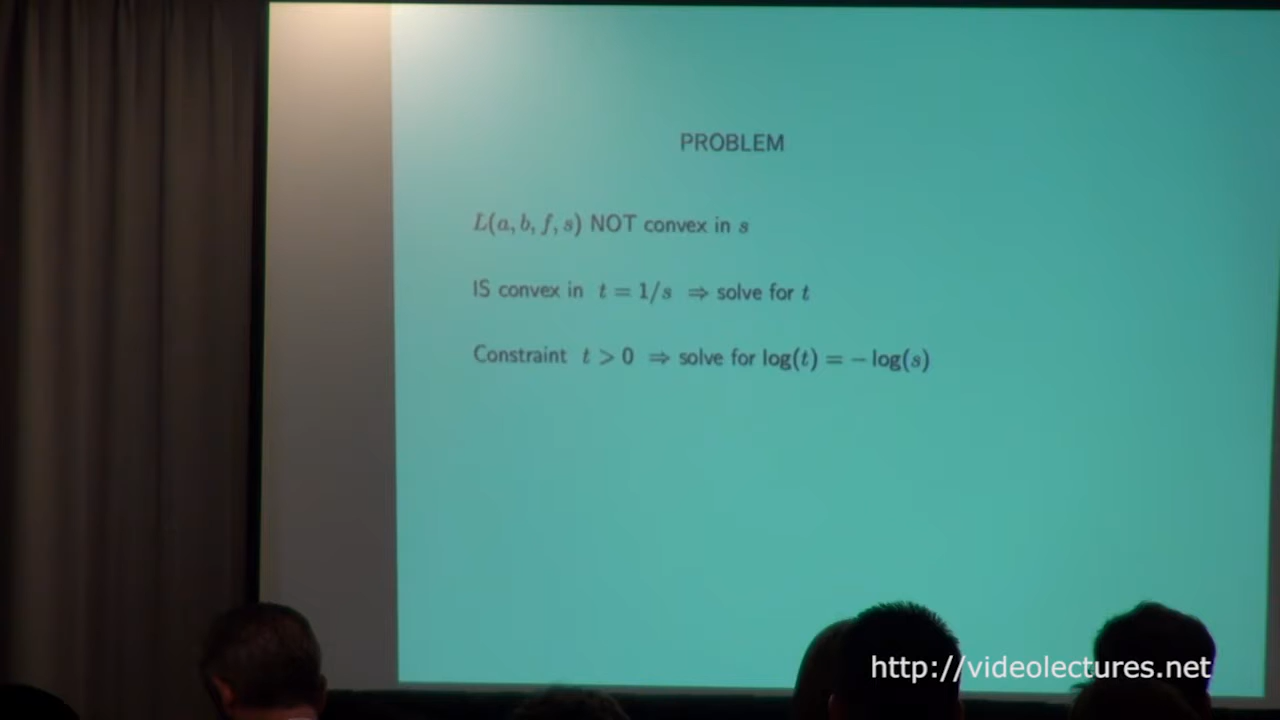 PROBLEM
L(a, b, f, s) NOT convex in s
IS convex in t = 1/s ⇒ solve for t
Constraint t > 0 ⇒ solve for log(t) = − log(s)
http://videolectures.net